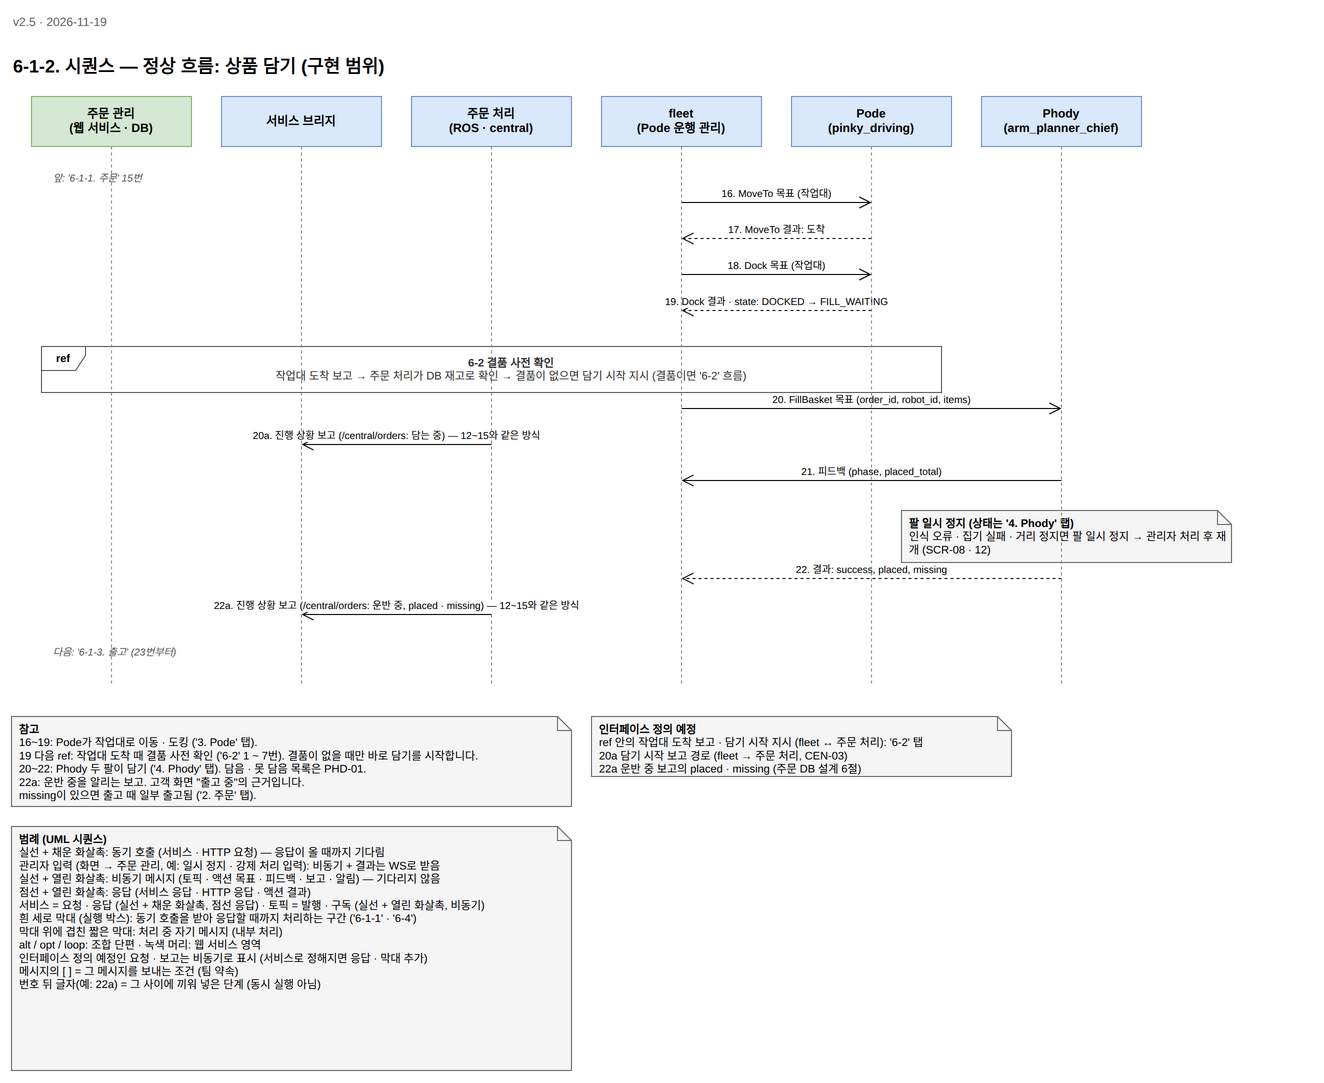 v2.5 · 2026-11-19
6-1-2. 시퀀스 — 정상 흐름: 상품 담기 (구현 범위)
주문 관리
(웹 서비스 · DB)
서비스 브리지
주문 처리
(ROS · central)
fleet
(Pode 운행 관리)
Pode
(pinky_driving)
Phody
(arm_planner_chief)
앞: '6-1-1. 주문' 15번
16. MoveTo 목표 (작업대)
17. MoveTo 결과: 도착
18. Dock 목표 (작업대)
19. Dock 결과 · state: DOCKED → FILL_WAITING
ref
6-2 결품 사전 확인
작업대 도착 보고 → 주문 처리가 DB 재고로 확인 → 결품이 없으면 담기 시작 지시 (결품이면 '6-2' 흐름)
20. FillBasket 목표 (order_id, robot_id, items)
20a. 진행 상황 보고 (/central/orders: 담는 중) — 12~15와 같은 방식
21. 피드백 (phase, placed_total)
팔 일시 정지 (상태는 '4. Phody' 탭)
인식 오류 · 집기 실패 · 거리 정지면 팔 일시 정지 → 관리자 처리 후 재
개 (SCR-08 · 12)
22. 결과: success, placed, missing
22a. 진행 상황 보고 (/central/orders: 운반 중, placed · missing) — 12~15와 같은 방식
다음: '6-1-3. 출고' (23번부터)
참고
16~19: Pode가 작업대로 이동 · 도킹 ('3. Pode' 탭).
19 다음 ref: 작업대 도착 때 결품 사전 확인 ('6-2' 1 ~ 7번). 결품이 없을 때만 바로 담기를 시작합니다.
20~22: Phody 두 팔이 담기 ('4. Phody' 탭). 담음 · 못 담음 목록은 PHD-01.
22a: 운반 중을 알리는 보고. 고객 화면 "출고 중"의 근거입니다.
missing이 있으면 출고 때 일부 출고됨 ('2. 주문' 탭).
인터페이스 정의 예정
ref 안의 작업대 도착 보고 · 담기 시작 지시 (fleet ↔ 주문 처리): '6-2' 탭
20a 담기 시작 보고 경로 (fleet → 주문 처리, CEN-03)
22a 운반 중 보고의 placed · missing (주문 DB 설계 6절)
범례 (UML 시퀀스)
실선 + 채운 화살촉: 동기 호출 (서비스 · HTTP 요청) — 응답이 올 때까지 기다림
관리자 입력 (화면 → 주문 관리, 예: 일시 정지 · 강제 처리 입력): 비동기 + 결과는 WS로 받음
실선 + 열린 화살촉: 비동기 메시지 (토픽 · 액션 목표 · 피드백 · 보고 · 알림) — 기다리지 않음
점선 + 열린 화살촉: 응답 (서비스 응답 · HTTP 응답 · 액션 결과)
서비스 = 요청 · 응답 (실선 + 채운 화살촉, 점선 응답) · 토픽 = 발행 · 구독 (실선 + 열린 화살촉, 비동기)
흰 세로 막대 (실행 박스): 동기 호출을 받아 응답할 때까지 처리하는 구간 ('6-1-1' · '6-4')
막대 위에 겹친 짧은 막대: 처리 중 자기 메시지 (내부 처리)
alt / opt / loop: 조합 단편 · 녹색 머리: 웹 서비스 영역
인터페이스 정의 예정인 요청 · 보고는 비동기로 표시 (서비스로 정해지면 응답 · 막대 추가)
메시지의 [ ] = 그 메시지를 보내는 조건 (팀 약속)
번호 뒤 글자(예: 22a) = 그 사이에 끼워 넣은 단계 (동시 실행 아님)